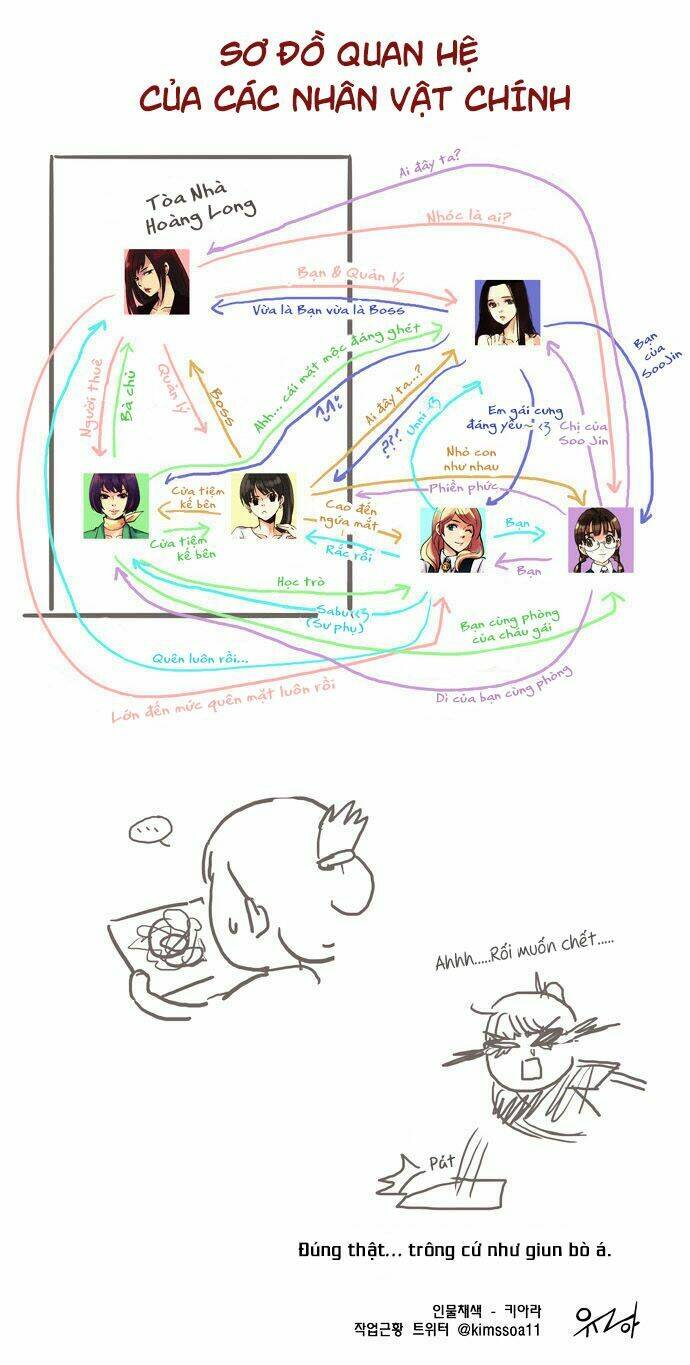 SƠ ĐỒ QUAN HỆ
CỦA CÁC NHÂN VẬT CHÍNH
Ai đây ta?
Tòa Nhà
Hoàng Long
Nhóc là ai?
Bạn & Quản lý
Vừa là Bạn vừa là Boss
Ahh... cái mặt mộc đáng ghét
^^;
Bạn
của
SooJin
Người thuê
Bà chủ
Quản lý
Boss
Ai đây ta...?
???
Unni! <3
Em gái cưng
đáng yêu~ <3
Chị của
Soo Jin
Nhỏ con
như nhau
Phiền phức
Cửa tiệm
kế bên
Cửa tiệm
kế bên
Cao đến
ngứa mắt
Rắc rối
Bạn
Bạn
Học trò
Sabu <3
(Sư phụ)
Bạn cùng phòng
của cháu gái
Quên luôn rồi...
Dì của bạn cùng phòng
Lớn đến mức quên mặt luôn rồi
...
Ahhh.....Rối muốn chết.....
Pát
Đúng thật... trông cứ như giun bò á.
인물채색 - 키아라
작업근황 트위터 @kimssoa11